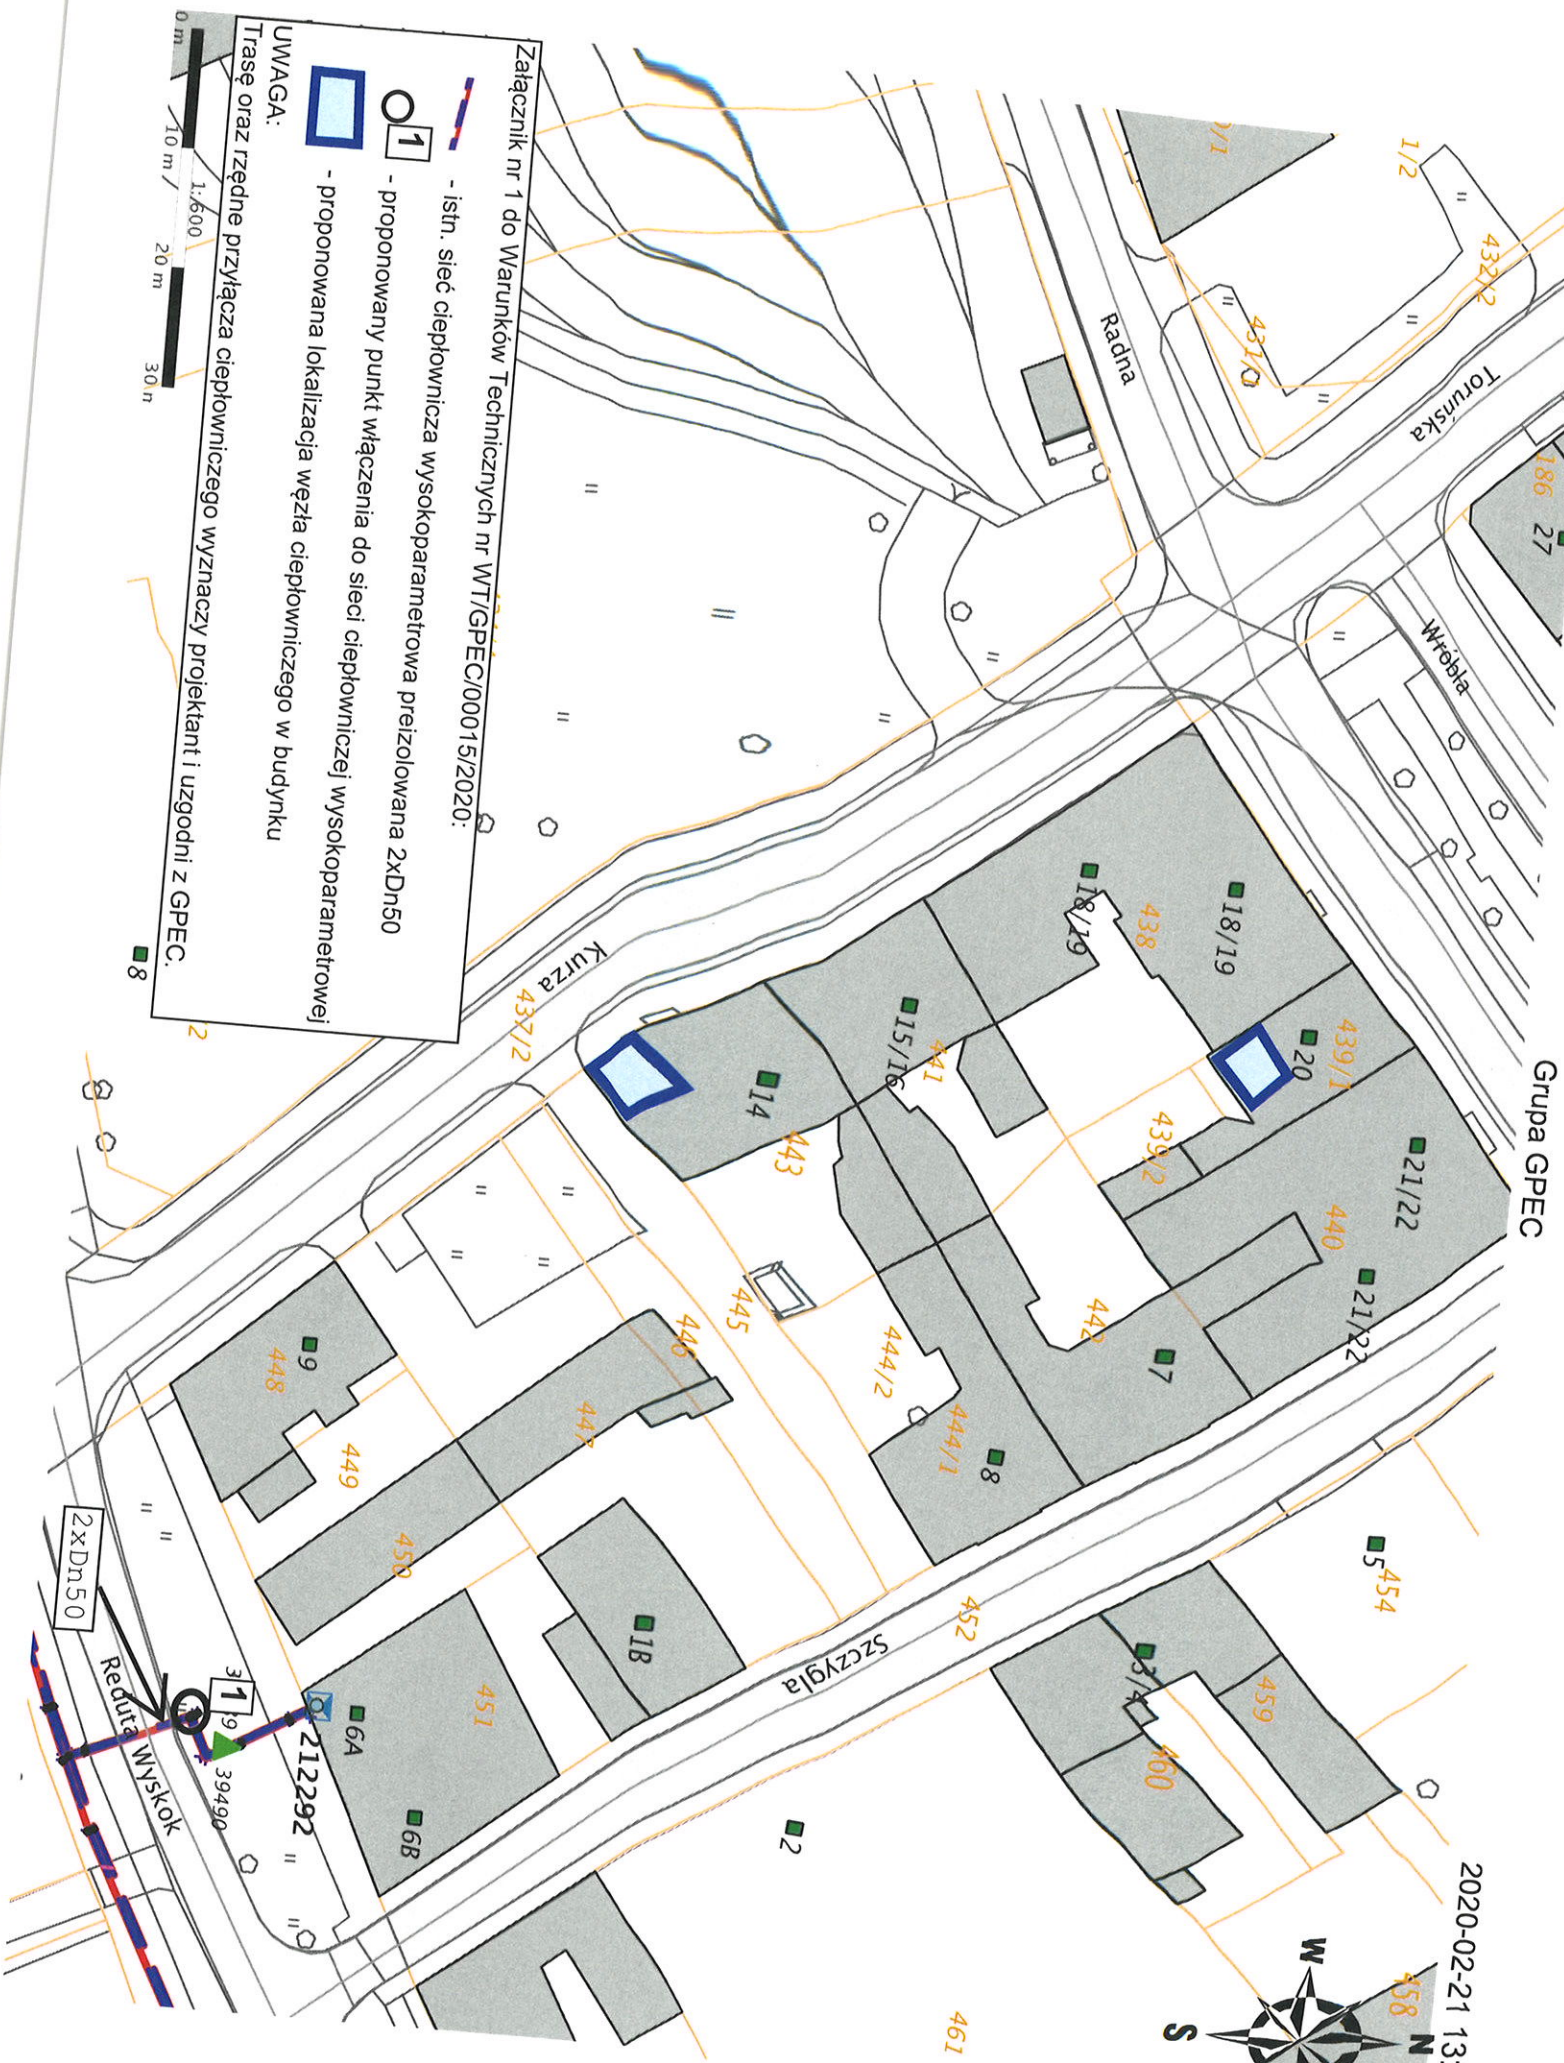 Grupa GPEC
2020-02-21 13:
Załącznik nr 1 do Warunków Technicznych nr WT/GPEC/00015/2020:
- istn. sieć ciepłownicza wysokoparametrowa preizolowana 2xDn50
1 - proponowany punkt włączenia do sieci ciepłowniczej wysokoparametrowej
- proponowana lokalizacja węzła ciepłowniczego w budynku
UWAGA:
Trasę oraz rzędne przyłącza ciepłowniczego wyznaczy projektant i uzgodni z GPEC.
0 m
10 m
20 m
30 m
1:600
1/2
432/2
431/1
Toruńska
Radna
186
27
Wróbla
18/19
438
18/19
439/1
20
439/2
21/22
440
21/22
15/16
441
14
443
442
7
Kurza
437/2
445
446
444/2
444/1
8
8
2
9
448
449
447
450
1B
451
6A
6B
Szczygla
452
5
454
3/4
459
460
458
461
2
212292
39490
1
2xDn50
Reduta Wyskok
W
N
S